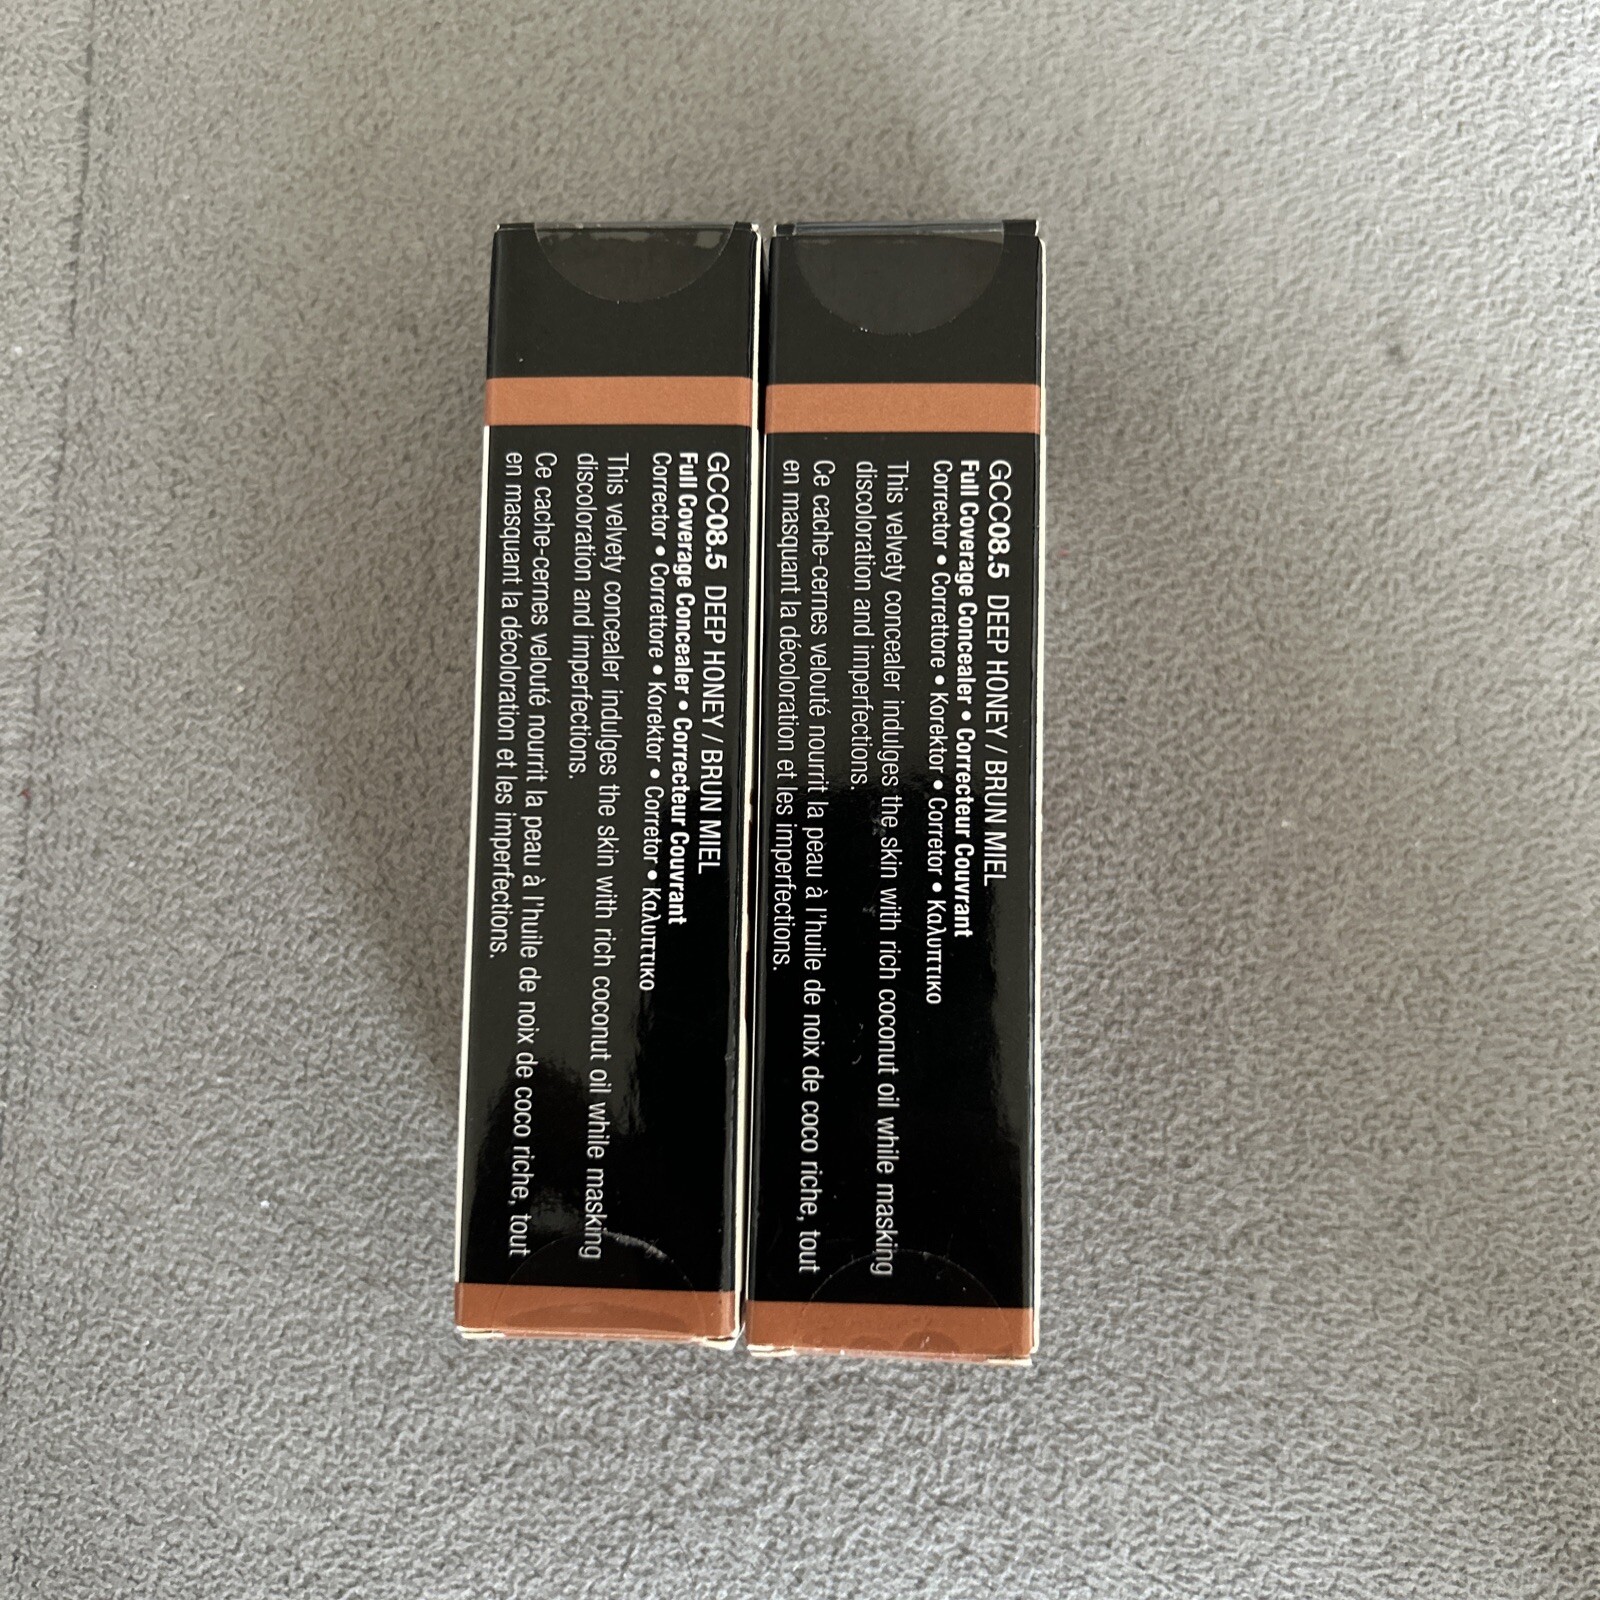 GCC08.5 DEEP HONEY / BRUN MIEL
Full Coverage Concealer • Correcteur Couvrant
Corrector • Correttore • Korektor • Corretor • Καλυπτικο
This velvety concealer indulges the skin with rich coconut oil while masking
discoloration and imperfections.
Ce cache-cernes velouté nourrit la peau à l'huile de noix de coco riche, tout
en masquant la décoloration et les imperfections.
GCC08.5 DEEP HONEY / BRUN MIEL
Full Coverage Concealer • Correcteur Couvrant
Corrector • Correttore • Korektor • Corretor • Καλυπτικο
This velvety concealer indulges the skin with rich coconut oil while masking
discoloration and imperfections.
Ce cache-cernes velouté nourrit la peau à l'huile de noix de coco riche, tout
en masquant la décoloration et les imperfections.